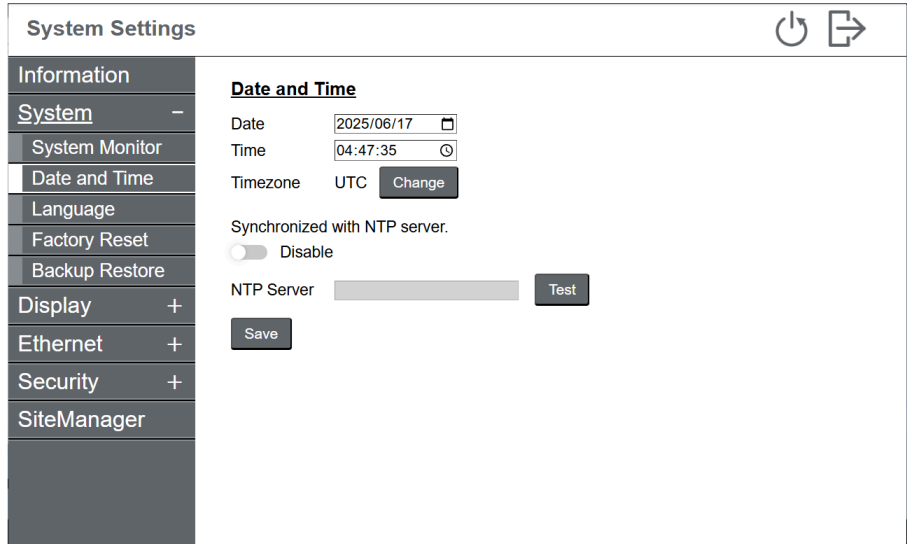 System Settings
Information
System −
System Monitor
Date and Time
Language
Factory Reset
Backup Restore
Display +
Ethernet +
Security +
SiteManager
Date and Time
Date 2025/06/17
Time 04:47:35
Timezone UTC Change
Synchronized with NTP server.
Disable
NTP Server Test
Save